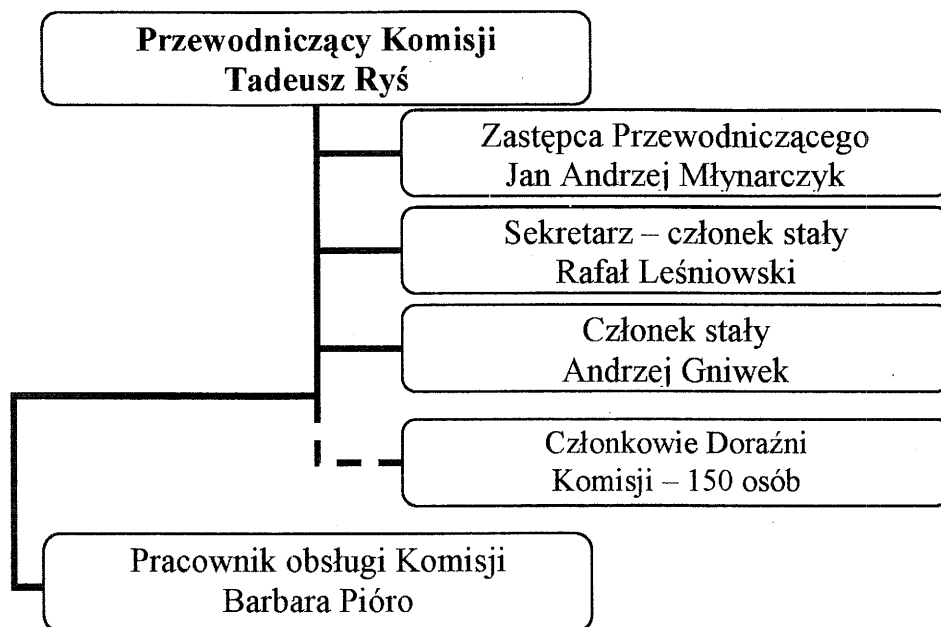 Przewodniczący Komisji
Tadeusz Ryś
Zastępca Przewodniczącego
Jan Andrzej Młynarczyk
Sekretarz – członek stały
Rafał Leśniowski
Członek stały
Andrzej Gniwek
Członkowie Doraźni
Komisji – 150 osób
Pracownik obsługi Komisji
Barbara Pióro